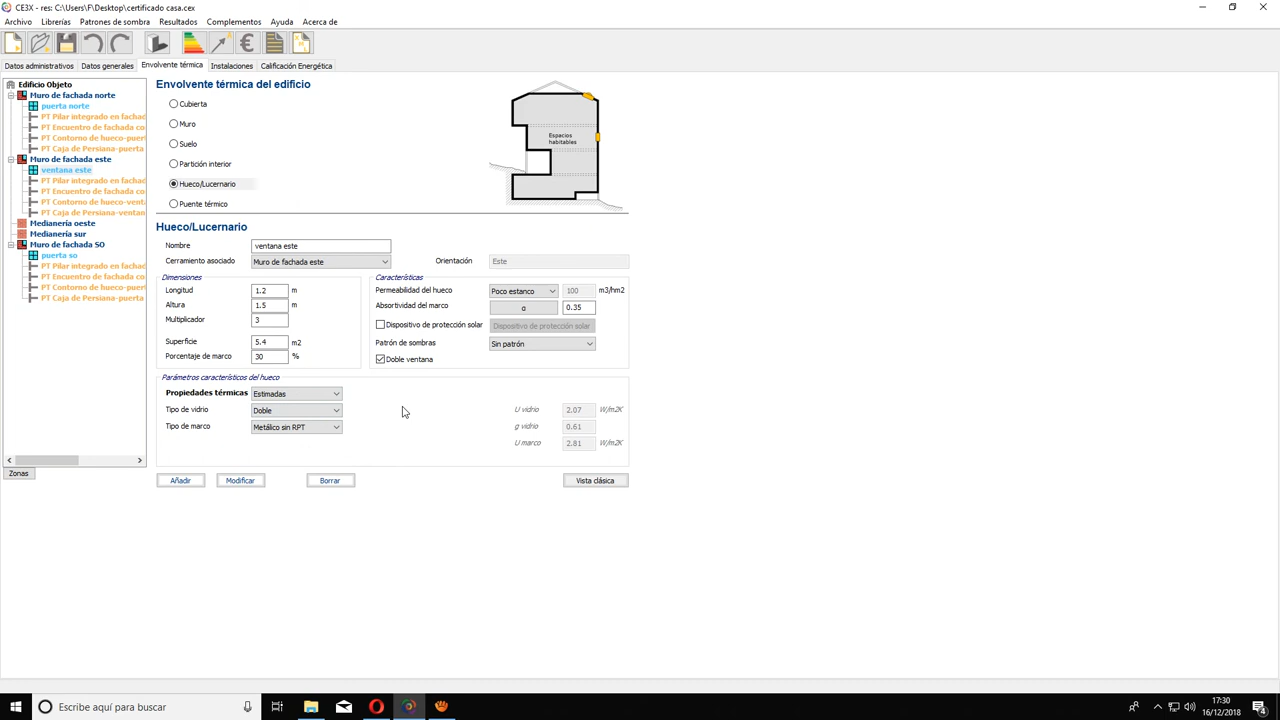 CE3X - res: C:\Users\F\Desktop\certificado casa.cex
Archivo Librerías Patrones de sombra Resultados Complementos Ayuda Acerca de
Datos administrativos Datos generales Envolvente térmica Instalaciones Calificación Energética
Edificio Objeto
Muro de fachada norte
puerta norte
PT Pilar integrado en fachad
PT Encuentro de fachada co
PT Contorno de hueco-puert
PT Caja de Persiana-puerta
Muro de fachada este
ventana este
PT Pilar integrado en fachad
PT Encuentro de fachada co
PT Contorno de hueco-venta
PT Caja de Persiana-ventan
Medianería oeste
Medianería sur
Muro de fachada SO
puerta so
PT Pilar integrado en fachad
PT Encuentro de fachada co
PT Contorno de hueco-puert
PT Caja de Persiana-puerta
Zonas
Envolvente térmica del edificio
Cubierta
Muro
Suelo
Partición interior
Hueco/Lucernario
Puente térmico
Espacios
habitables
Hueco/Lucernario
Nombre ventana este
Cerramiento asociado Muro de fachada este Orientación Este
Dimensiones
Longitud 1.2 m
Altura 1.5 m
Multiplicador 3
Superficie 5.4 m2
Porcentaje de marco 30 %
Características
Permeabilidad del hueco Poco estanco 100 m3/hm2
Absortividad del marco α 0.35
Dispositivo de protección solar Dispositivo de protección solar
Patrón de sombras Sin patrón
Doble ventana
Parámetros característicos del hueco
Propiedades térmicas Estimadas
Tipo de vidrio Doble U vidrio 2.07 W/m2K
Tipo de marco Metálico sin RPT g vidrio 0.61
U marco 2.81 W/m2K
Añadir Modificar Borrar Vista clásica
Escribe aquí para buscar
17:30
16/12/2018
4